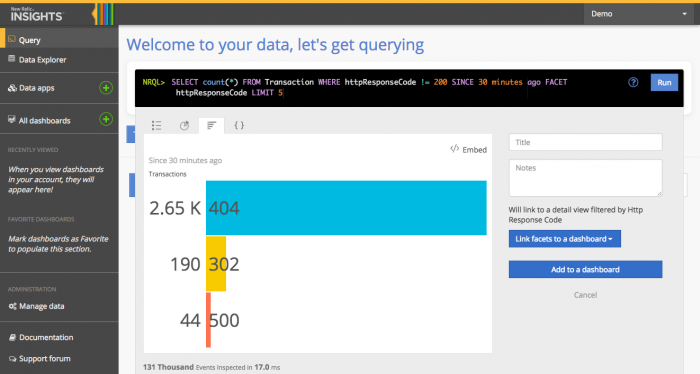 New Relic.
INSIGHTS
Demo
Query
Data Explorer
Data apps
All dashboards
RECENTLY VIEWED
When you view dashboards
in your account, they will
appear here!
FAVORITE DASHBOARDS
Mark dashboards as Favorite
to populate this section.
ADMINISTRATION
Manage data
Documentation
Support forum
Welcome to your data, let's get querying
NRQL> SELECT count(*) FROM Transaction WHERE httpResponseCode != 200 SINCE 30 minutes ago FACET
httpResponseCode LIMIT 5
?
Run
{ }
</> Embed
Since 30 minutes ago
Transactions
2.65 K 404
190 302
44 500
131 Thousand Events Inspected in 17.0 ms
Title
Notes
Will link to a detail view filtered by Http
Response Code
Link facets to a dashboard
Add to a dashboard
Cancel